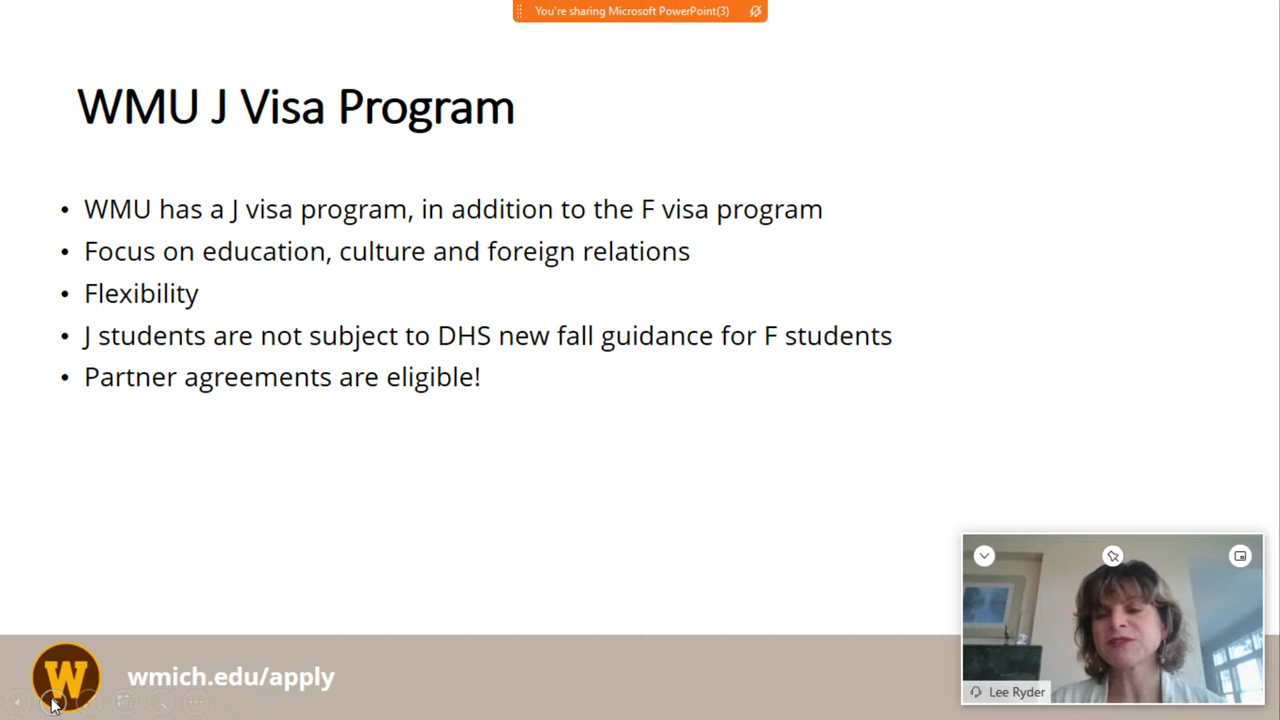 You're sharing Microsoft PowerPoint(3)
WMU J Visa Program
• WMU has a J visa program, in addition to the F visa program
• Focus on education, culture and foreign relations
• Flexibility
• J students are not subject to DHS new fall guidance for F students
• Partner agreements are eligible!
W
wmich.edu/apply
Lee Ryder